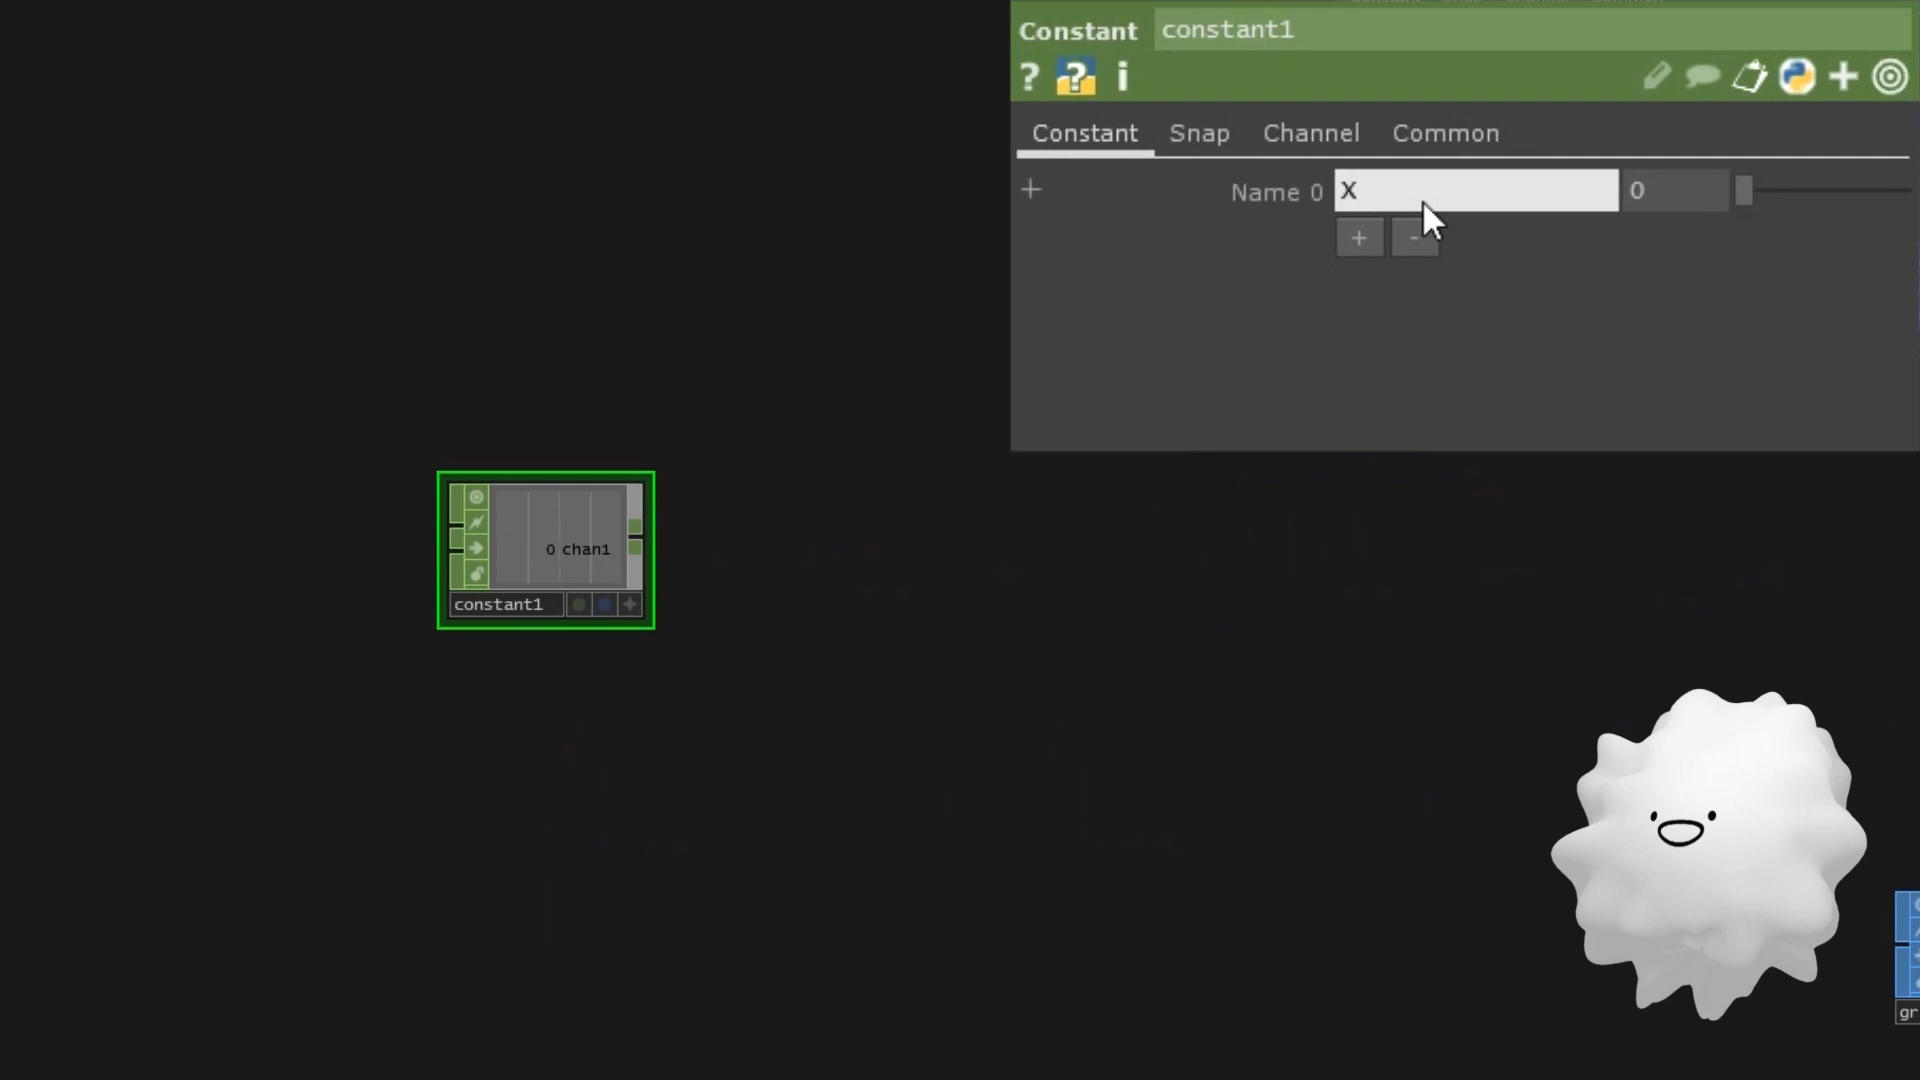 Constant constant1
? ? i
Constant Snap Channel Common
+ Name 0 X 0
+ -
0 chan1
constant1
gr